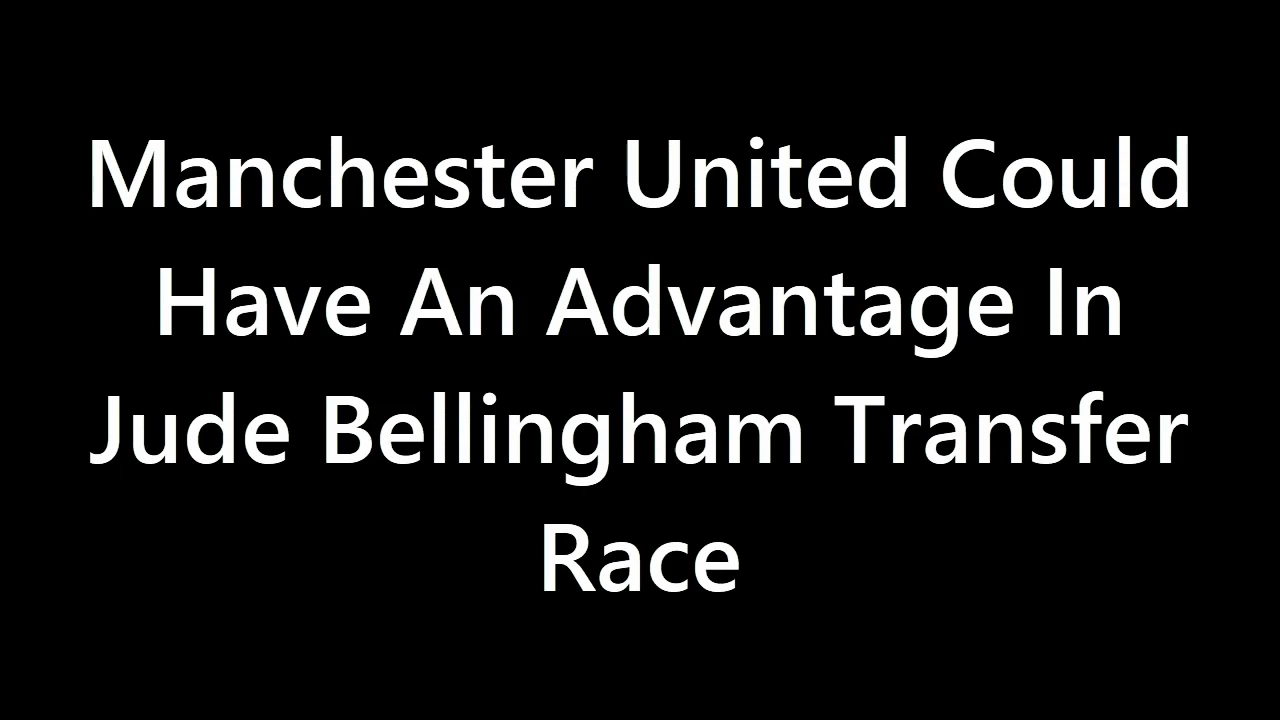 Manchester United Could
Have An Advantage In
Jude Bellingham Transfer
Race